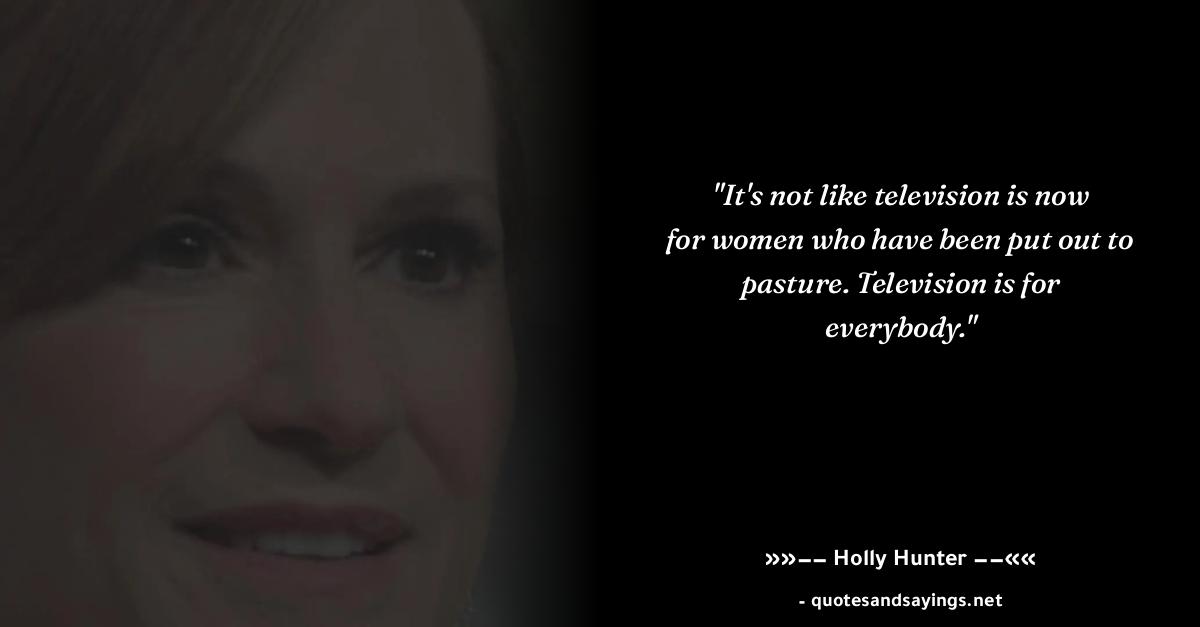 "It's not like television is now
for women who have been put out to
pasture. Television is for
everybody."
»»—— Holly Hunter ——««
- quotesandsayings.net